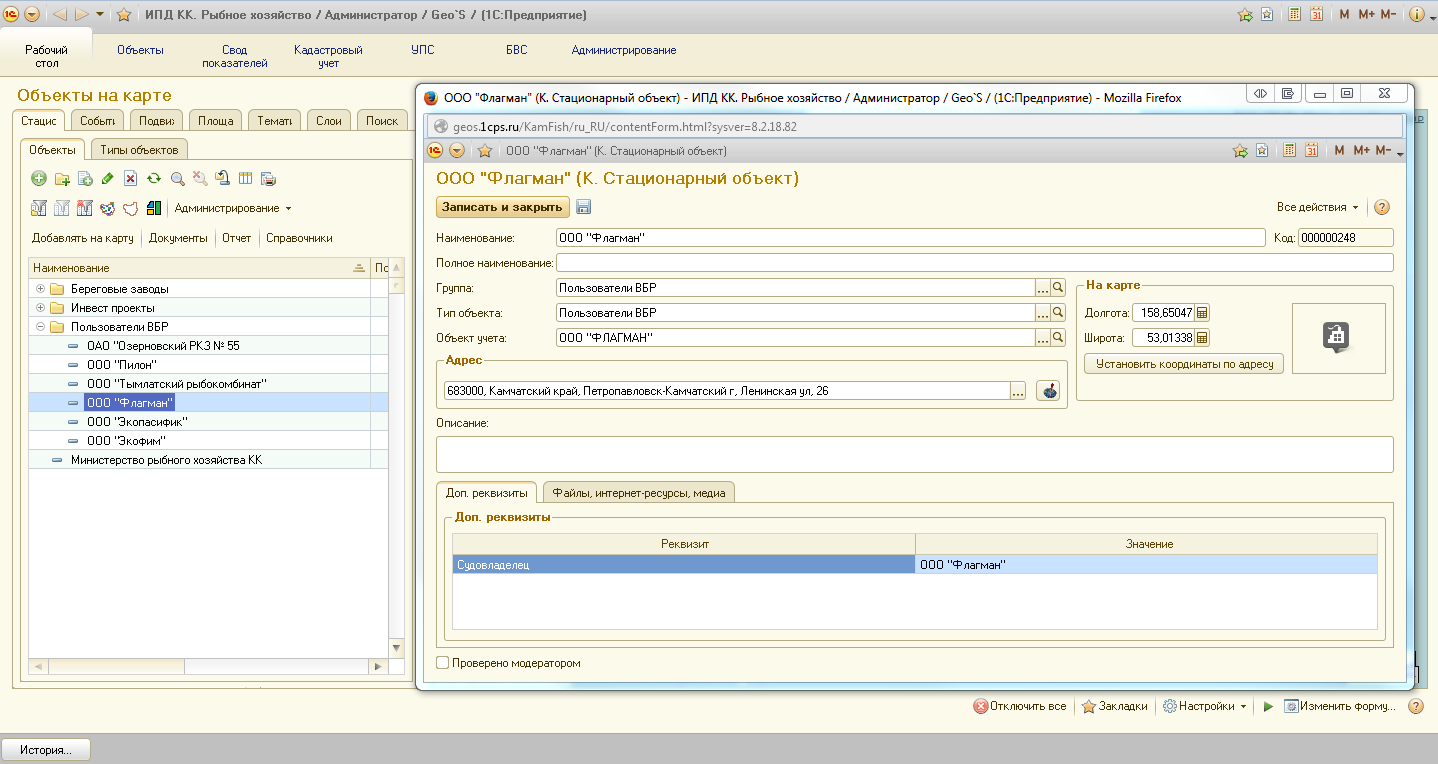 ИПД КК. Рыбное хозяйство / Администратор / Geo`S / (1С:Предприятие)
M M+ M-
Рабочий стол
Объекты
Свод показателей
Кадастровый учет
УПС
БВС
Администрирование
Объекты на карте
Стацис
Событи
Подвиж
Площа
Темати
Слои
Поиск
Объекты
Типы объектов
Администрирование
Добавлять на карту
Документы
Отчет
Справочники
Наименование
По
Береговые заводы
Инвест проекты
Пользователи ВБР
ОАО "Озерновский РКЗ № 55
ООО "Пилон"
ООО "Тымлатский рыбокомбинат"
ООО "Флагман"
ООО "Экопасифик"
ООО "Экофим"
Министерство рыбного хозяйства КК
ООО "Флагман" (К. Стационарный объект) - ИПД КК. Рыбное хозяйство / Администратор / Geo`S / (1С:Предприятие) - Mozilla Firefox
geos.1cps.ru/KamFish/ru_RU/contentForm.html?sysver=8.2.18.82
ООО "Флагман" (К. Стационарный объект)
M M+ M-
ООО "Флагман" (К. Стационарный объект)
Записать и закрыть
Все действия
Наименование: ООО "Флагман"
Код: 000000248
Полное наименование:
Группа: Пользователи ВБР
Тип объекта: Пользователи ВБР
Объект учета: ООО "ФЛАГМАН"
На карте
Долгота: 158,65047
Широта: 53,01338
Установить координаты по адресу
Адрес
683000, Камчатский край, Петропавловск-Камчатский г, Ленинская ул, 26
Описание:
Доп. реквизиты
Файлы, интернет-ресурсы, медиа
Доп. реквизиты
Реквизит
Значение
Судовладелец
ООО "Флагман"
Проверено модератором
Отключить все
Закладки
Настройки
Изменить форму...
История...